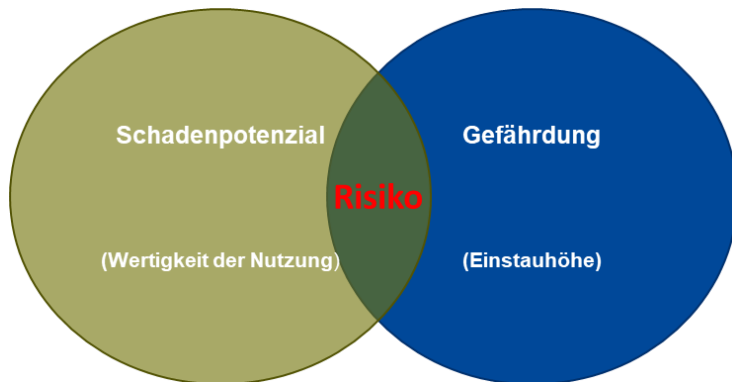 Schadenpotenzial
Gefährdung
Risiko
(Wertigkeit der Nutzung)
(Einstauhöhe)